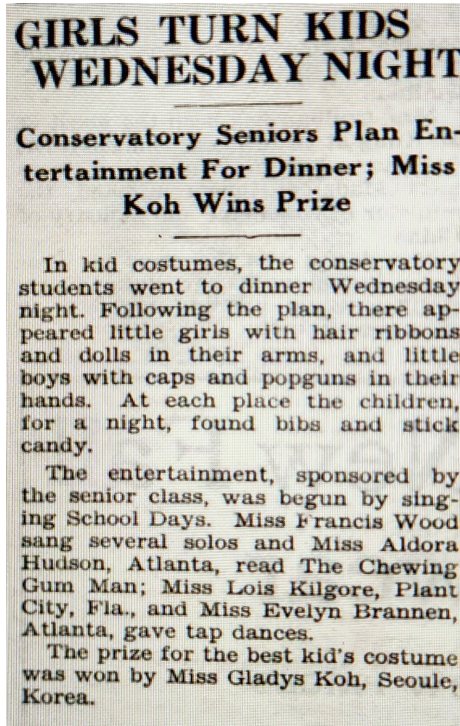 GIRLS TURN KIDS
WEDNESDAY NIGHT
Conservatory Seniors Plan En-
tertainment For Dinner; Miss
Koh Wins Prize
In kid costumes, the conservatory
students went to dinner Wednesday
night. Following the plan, there ap-
peared little girls with hair ribbons
and dolls in their arms, and little
boys with caps and popguns in their
hands. At each place the children,
for a night, found bibs and stick
candy.
The entertainment, sponsored by
the senior class, was begun by sing-
ing School Days. Miss Francis Wood
sang several solos and Miss Aldora
Hudson, Atlanta, read The Chewing
Gum Man; Miss Lois Kilgore, Plant
City, Fla., and Miss Evelyn Brannen,
Atlanta, gave tap dances.
The prize for the best kid's costume
was won by Miss Gladys Koh, Seoule,
Korea.